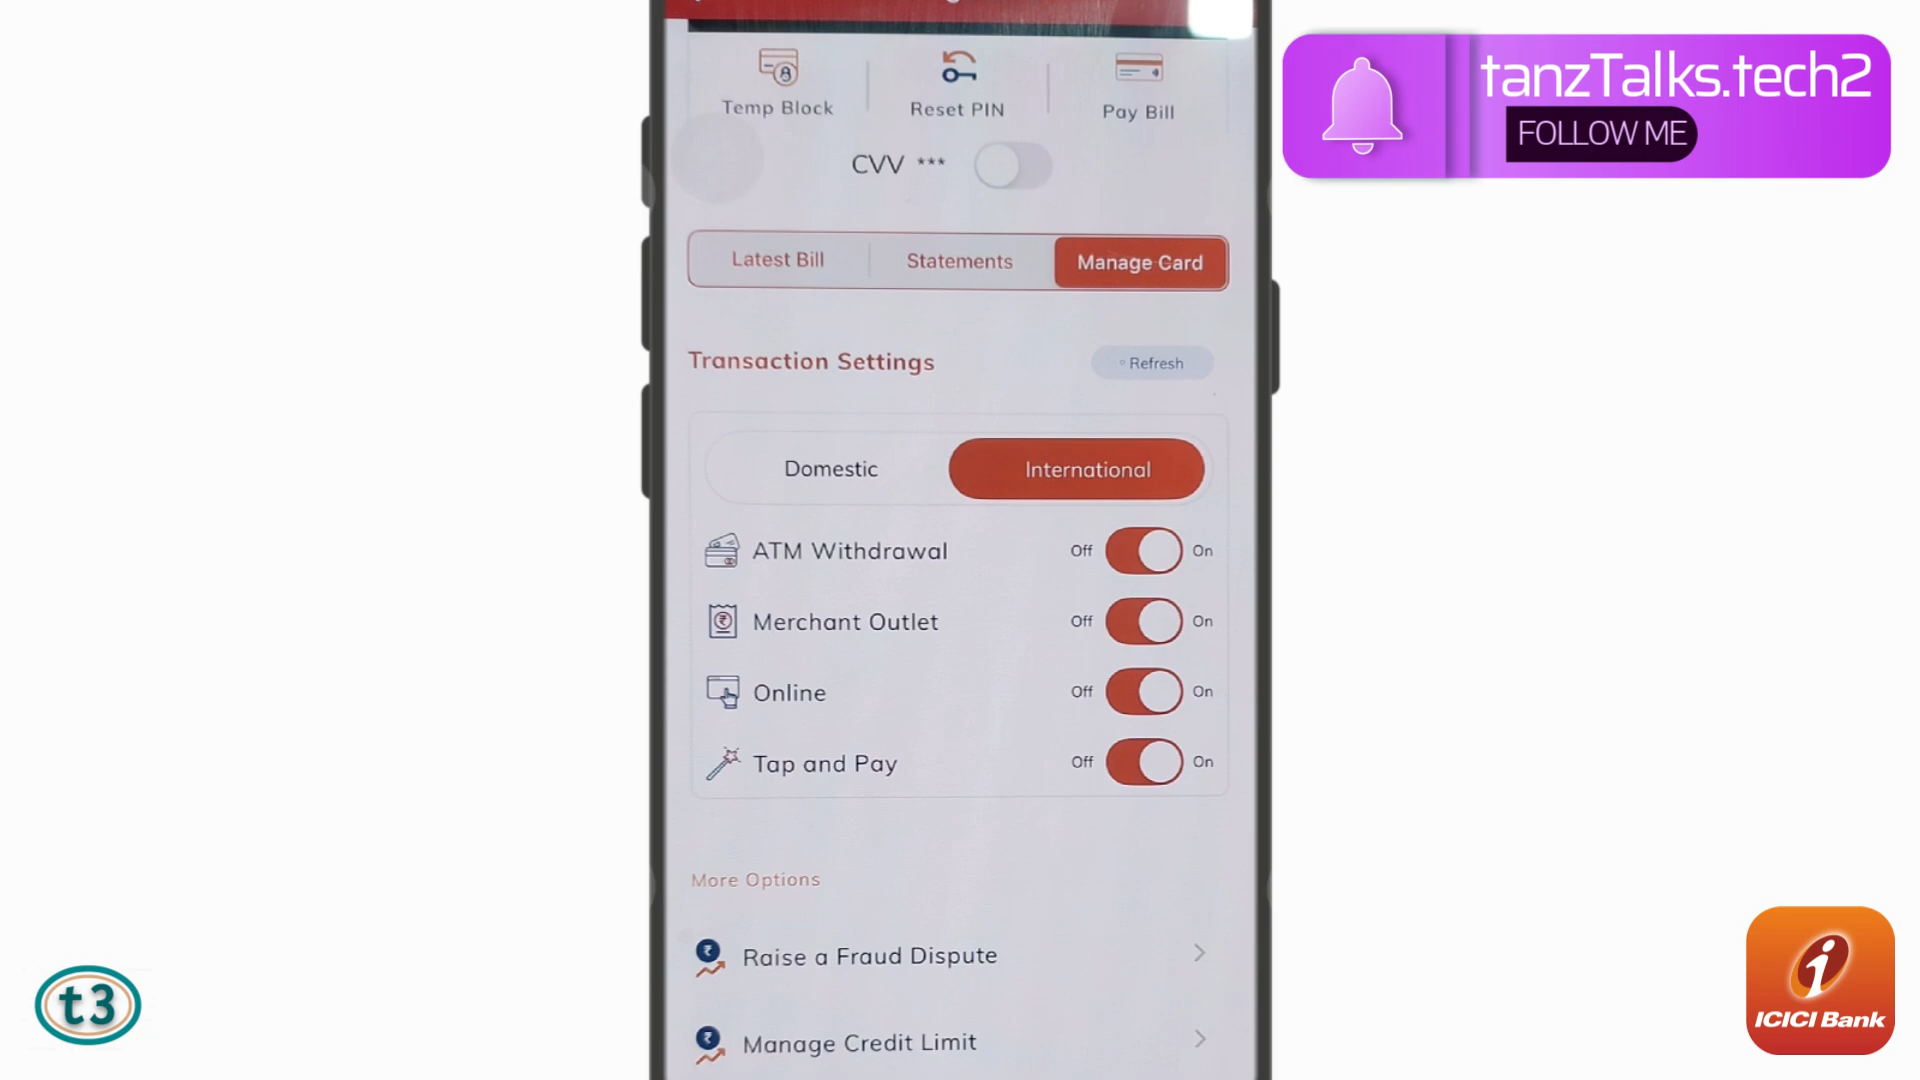 tanzTalks.tech2
FOLLOW ME
Temp Block
Reset PIN
Pay Bill
CVV ***
Latest Bill
Statements
Manage Card
Transaction Settings
Refresh
Domestic
International
ATM Withdrawal
Off
On
Merchant Outlet
Off
On
Online
Off
On
Tap and Pay
Off
On
More Options
Raise a Fraud Dispute
Manage Credit Limit
t3
ICICI Bank